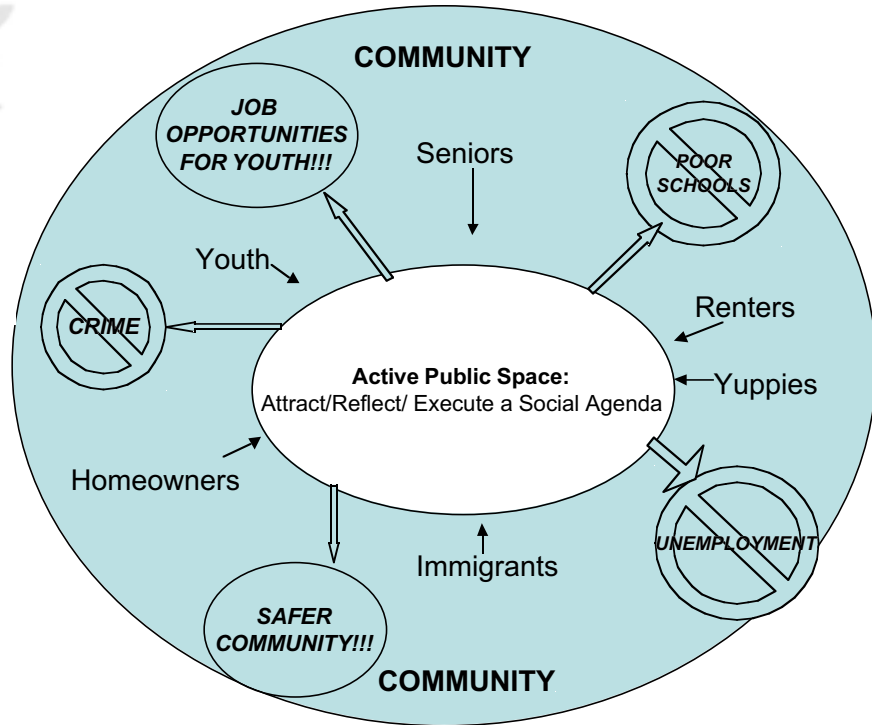 COMMUNITY
JOB
OPPORTUNITIES
FOR YOUTH!!!
Seniors
POOR
SCHOOLS
Youth
CRIME
Renters
Active Public Space:
Attract/Reflect/ Execute a Social Agenda
Yuppies
Homeowners
UNEMPLOYMENT
Immigrants
SAFER
COMMUNITY!!!
COMMUNITY